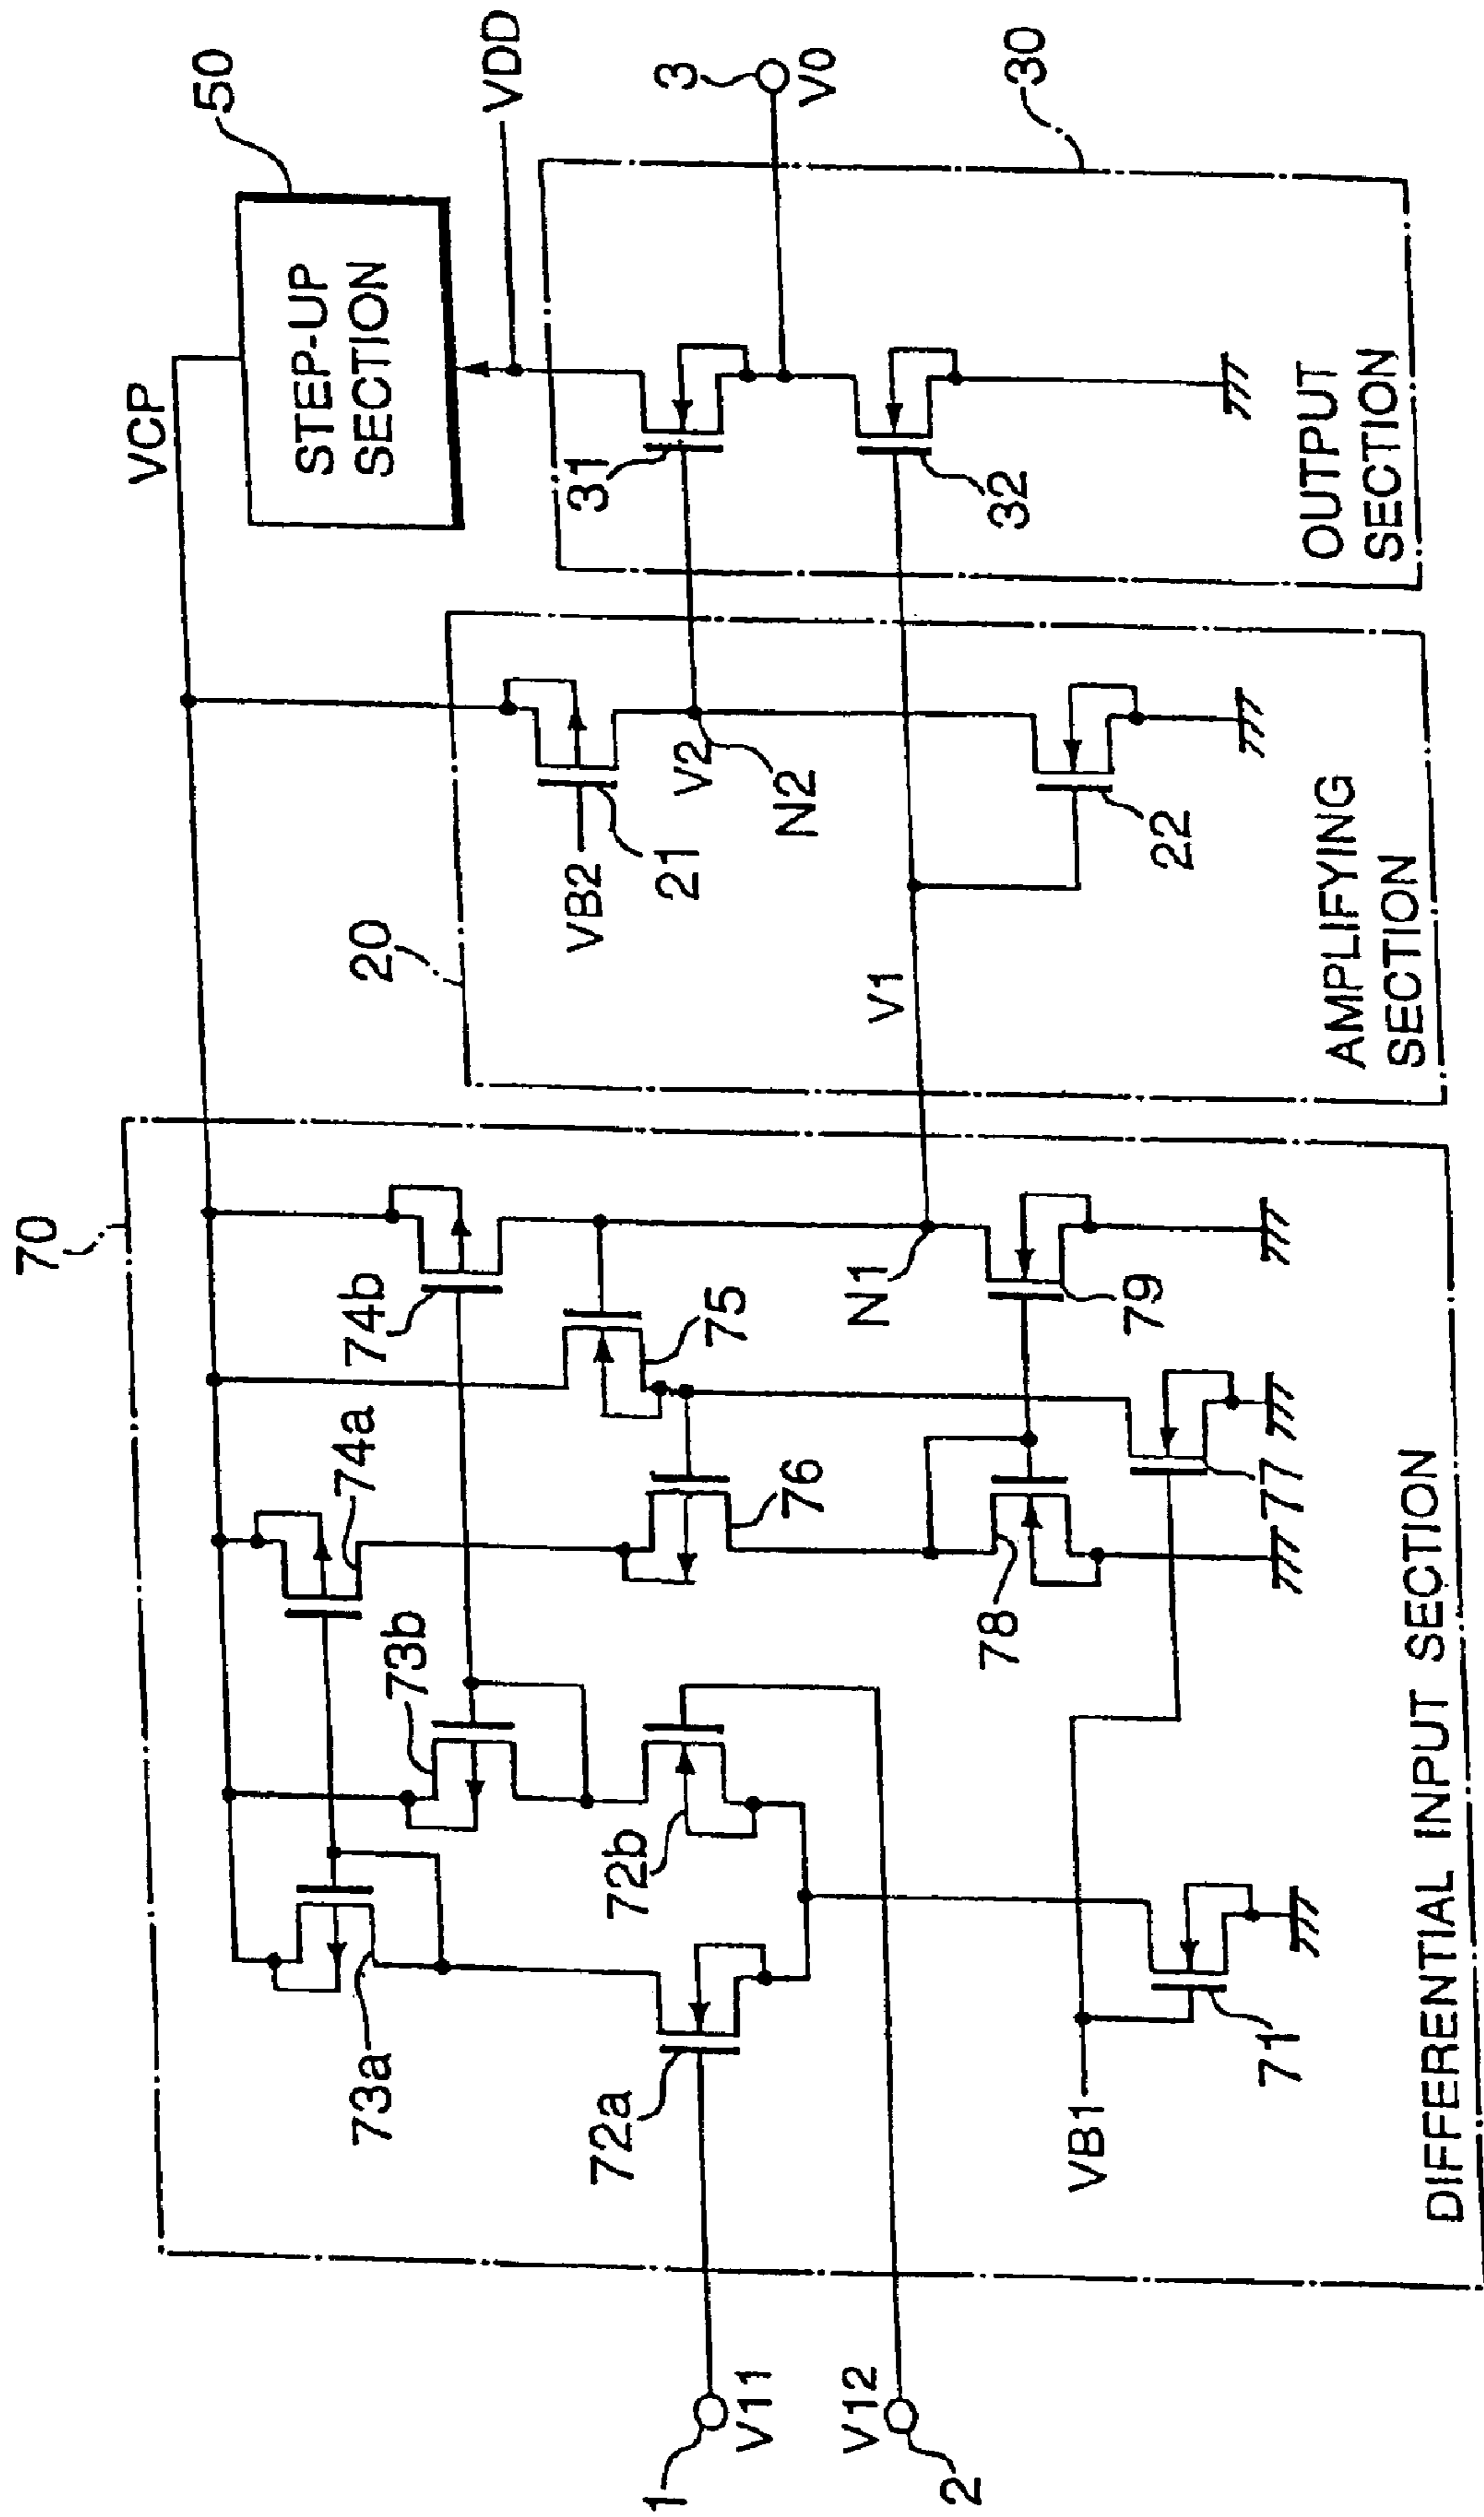 70
VCP
50
STEP-UP
SECTION
VDD
74b
74a
73b
73a
20
VB2
21
31
3
V0
V2
N2
75
76
72b
72a
1
V11
V12
2
V1
N1
32
22
78
79
77
VB1
71
30
DIFFERENTIAL INPUT SECTION
AMPLIFYING
SECTION
OUTPUT
SECTION